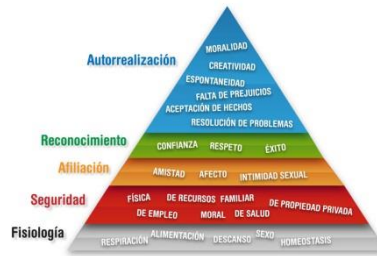 Autorrealización
MORALIDAD
CREATIVIDAD
ESPONTANEIDAD
FALTA DE PREJUICIOS
ACEPTACIÓN DE HECHOS
RESOLUCIÓN DE PROBLEMAS
Reconocimiento
CONFIANZA RESPETO ÉXITO
Afiliación
AMISTAD AFECTO INTIMIDAD SEXUAL
Seguridad
FÍSICA DE RECURSOS FAMILIAR DE PROPIEDAD PRIVADA
DE EMPLEO MORAL DE SALUD
Fisiología
RESPIRACIÓN ALIMENTACIÓN DESCANSO SEXO HOMEOSTASIS